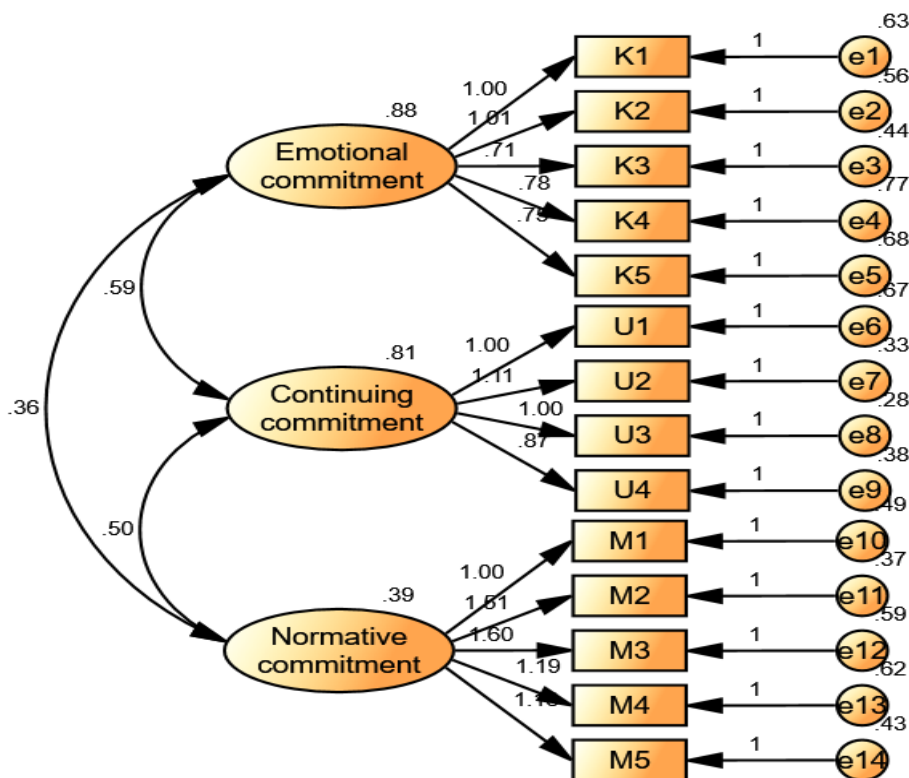 .63
K1
1
e1
1.00
.56
.88
K2
1
e2
1.01
.44
Emotional
commitment
.71
K3
1
e3
.78
.77
K4
1
e4
.68
K5
1
e5
.59
.67
U1
1
e6
1.00
.33
.81
U2
1
e7
1.11
.28
Continuing
commitment
1.00
U3
1
e8
.87
.38
U4
1
e9
.36
.49
.50
M1
1
e10
1.00
.37
.39
M2
1
e11
1.51
.59
Normative
commitment
1.60
M3
1
e12
1.19
.62
M4
1
e13
.43
M5
1
e14